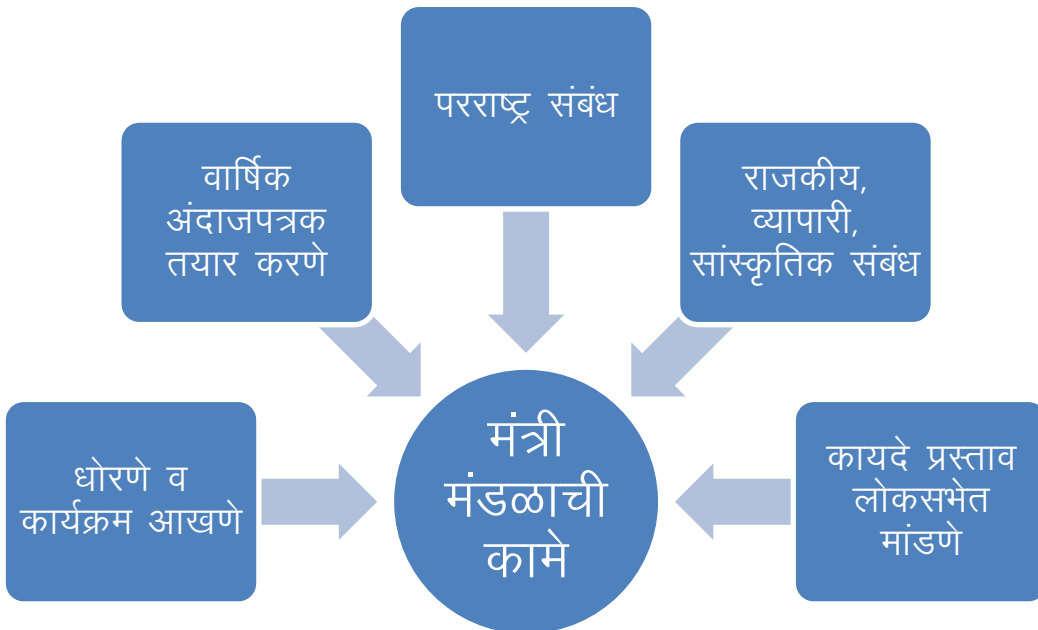 परराष्ट्र संबंध
वार्षिक
अंदाजपत्रक
तयार करणे
राजकीय,
व्यापारी,
सांस्कृतिक संबंध
धोरणे व
कार्यक्रम आखणे
मंत्री
मंडळाची
कामे
कायदे प्रस्ताव
लोकसभेत
मांडणे